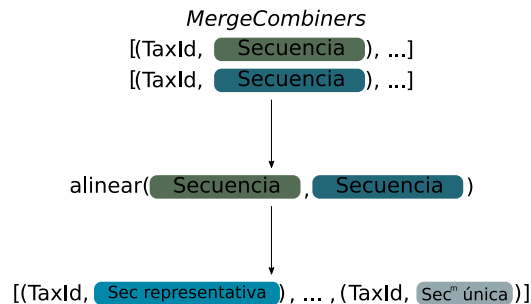 MergeCombiners
[(TaxId, Secuencia), ...]
[(TaxId, Secuencia), ...]
alinear(Secuencia, Secuencia)
[(TaxId, Sec representativa), ... , (TaxId, Secᵐ única)]